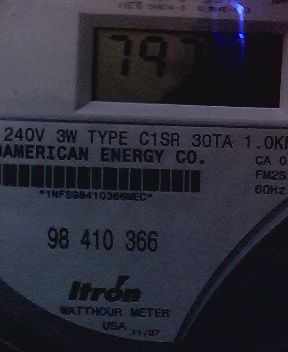 797
240V 3W TYPE C1SR 30TA 1.0K
AMERICAN ENERGY CO.
CA 0
FM2S
60Hz
*1NFS98410366MEC*
98 410 366
Itron
WATTHOUR METER
USA 11/07